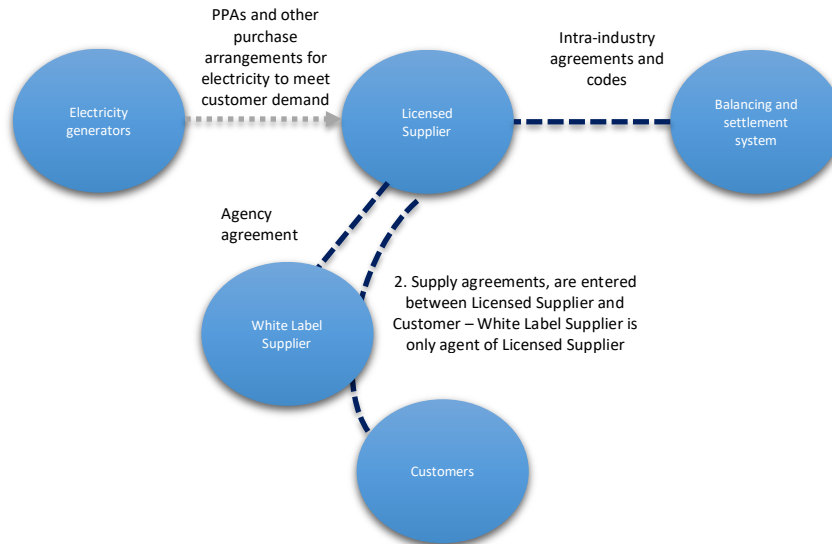 PPAs and other
purchase
arrangements for
electricity to meet
customer demand
Intra-industry
agreements and
codes
Electricity
generators
Licensed
Supplier
Balancing and
settlement
system
Agency
agreement
2. Supply agreements, are entered
between Licensed Supplier and
Customer – White Label Supplier is
only agent of Licensed Supplier
White Label
Supplier
Customers